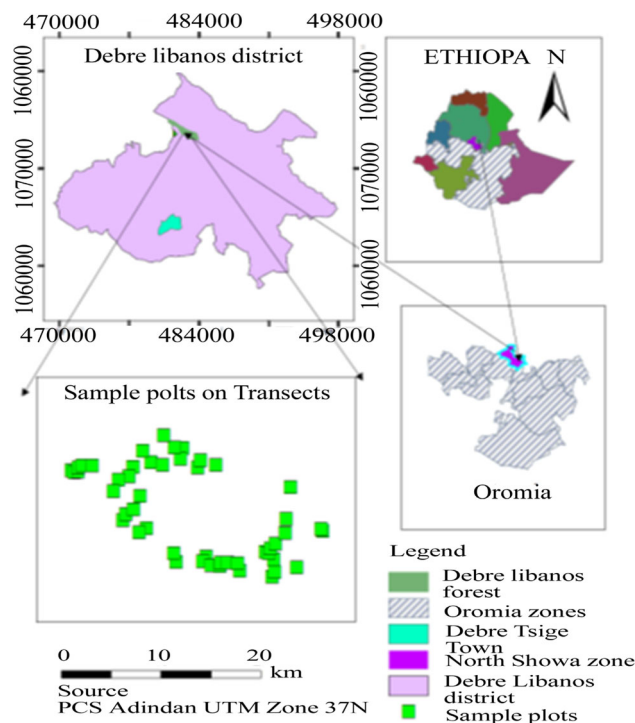 470000 484000 498000
Debre libanos district
1060000
1070000
1060000
1060000
1070000
1060000
470000 484000 498000
ETHIOPA N
Oromia
Sample polts on Transects
0 10 20
km
Source
PCS Adindan UTM Zone 37N
Legend
Debre libanos
forest
Oromia zones
Debre Tsige
Town
North Showa zone
Debre Libanos
district
Sample plots